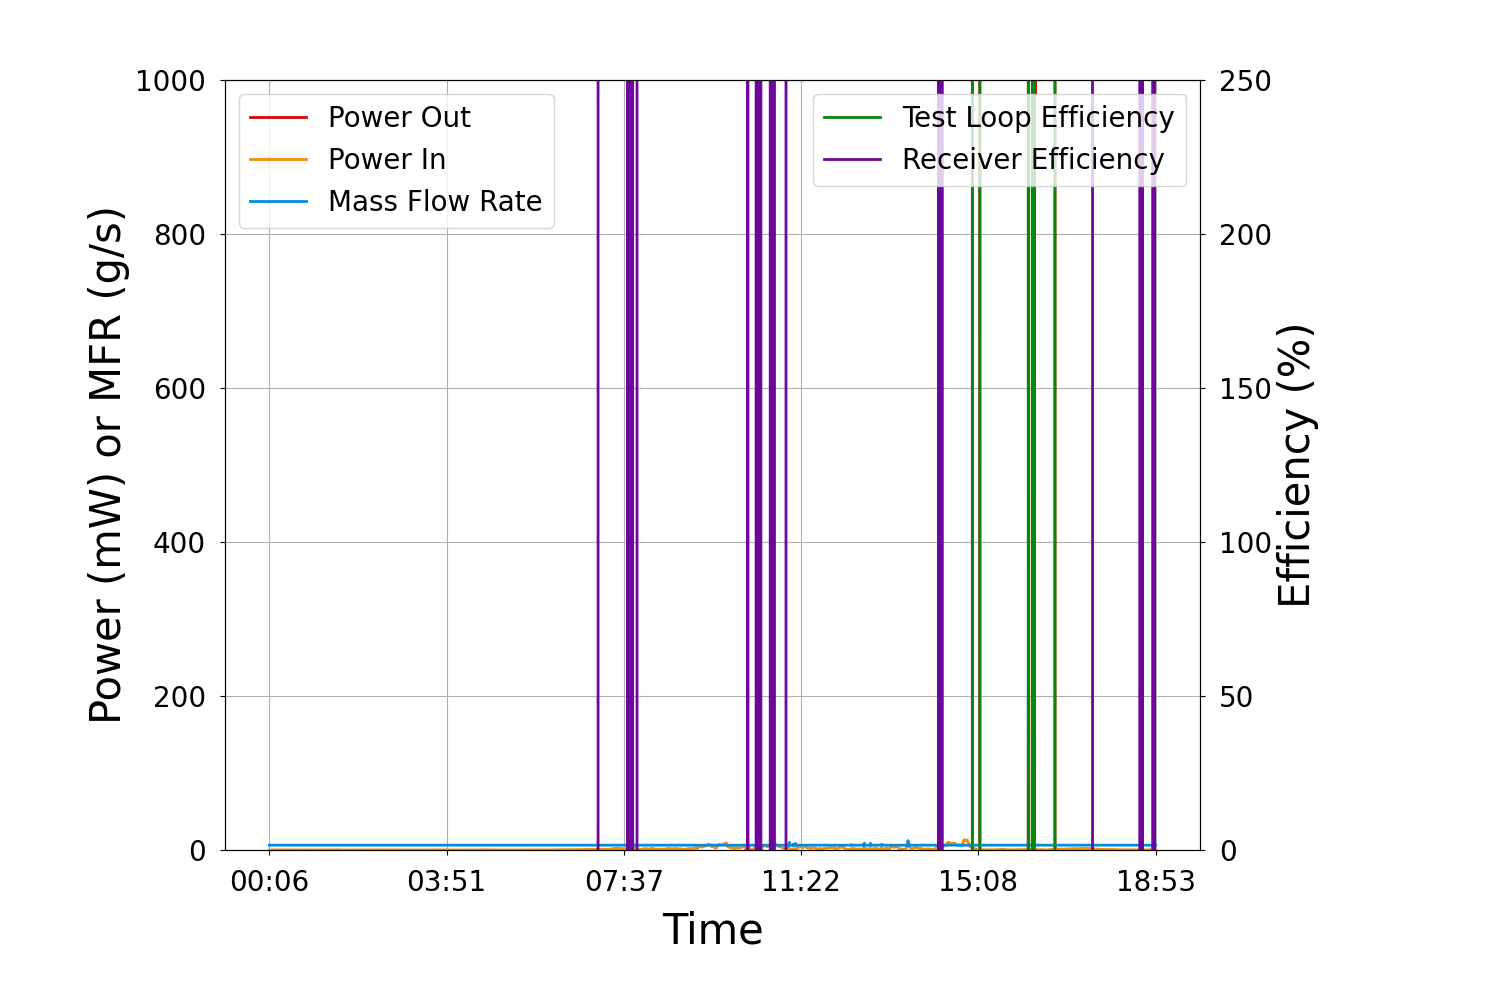 1000
800
600
400
200
0
Power (mW) or MFR (g/s)
Power Out
Power In
Mass Flow Rate
Test Loop Efficiency
Receiver Efficiency
250
200
150
100
50
0
Efficiency (%)
00:06 03:51 07:37 11:22 15:08 18:53
Time